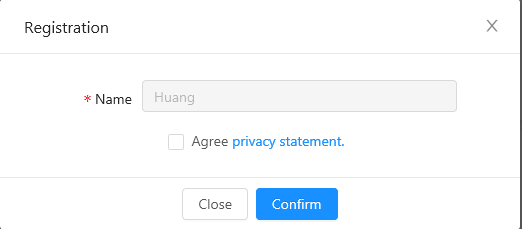 Registration
* Name Huang
Agree privacy statement.
Close Confirm